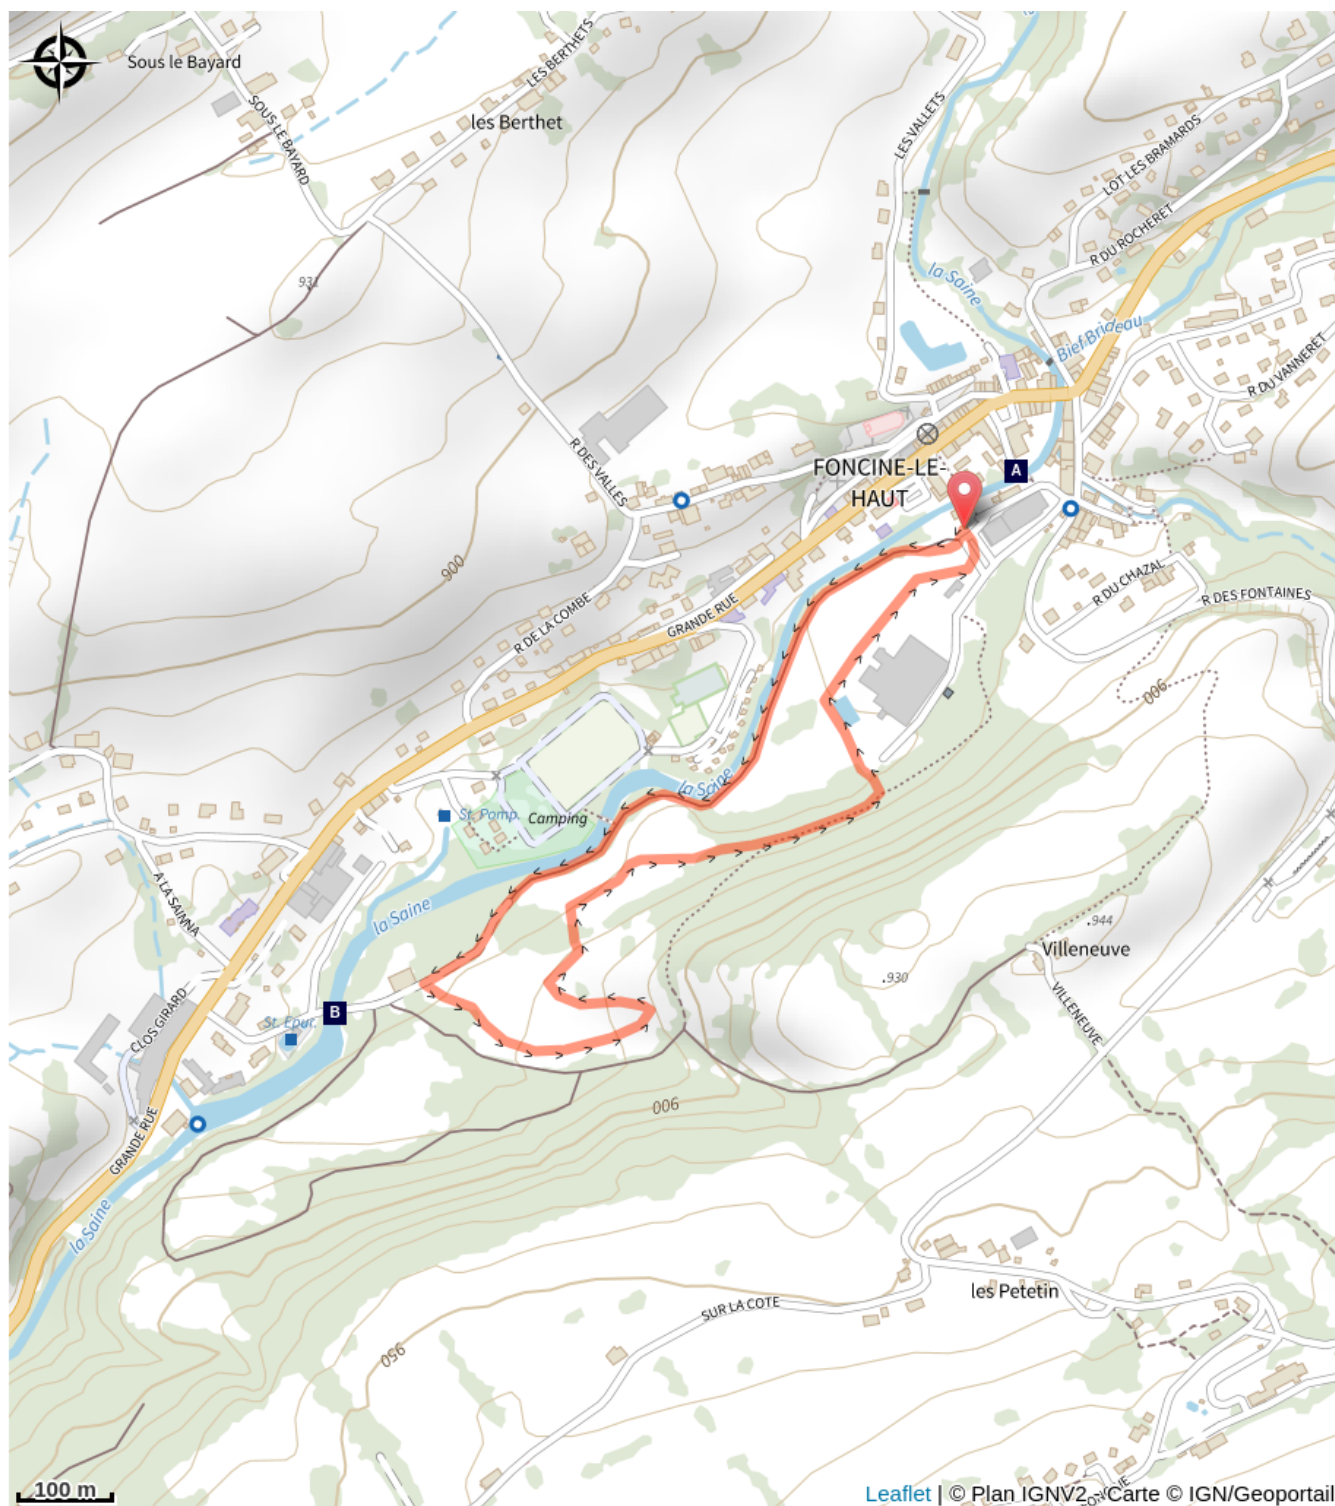 Sous le Bayard
LES BERTHETS
les Berthet
SOUS LE BAYARD
LES VALLETS
LOT LES BRAMARDS
R DU ROCHERET
931
la Saine
Bief Brideau
R DU VANNERET
R DES VALLES
FONCINE-LE-
HAUT
A
900
R DE LA COMBE
GRANDE RUE
R DU CHAZAL
R DES FONTAINES
900
la Saine
St. Pomp.
Camping
A LA SAINNA
la Saine
944
Villeneuve
930
CLOS GIRARD
St. Epur.
B
VILLENEUVE
900
GRANDE RUE
la Saine
les Petetin
SUR LA COTE
950
100 m
Leaflet | © Plan IGNV2 - Carte © IGN/Geoportail